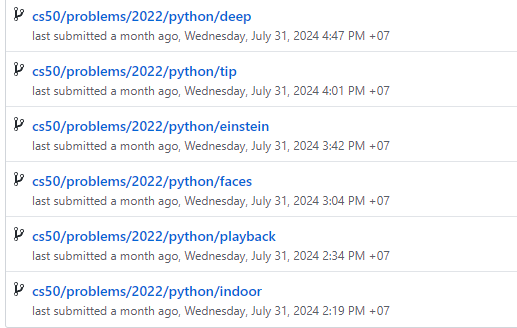 cs50/problems/2022/python/deep
last submitted a month ago, Wednesday, July 31, 2024 4:47 PM +07
cs50/problems/2022/python/tip
last submitted a month ago, Wednesday, July 31, 2024 4:01 PM +07
cs50/problems/2022/python/einstein
last submitted a month ago, Wednesday, July 31, 2024 3:42 PM +07
cs50/problems/2022/python/faces
last submitted a month ago, Wednesday, July 31, 2024 3:04 PM +07
cs50/problems/2022/python/playback
last submitted a month ago, Wednesday, July 31, 2024 2:34 PM +07
cs50/problems/2022/python/indoor
last submitted a month ago, Wednesday, July 31, 2024 2:19 PM +07